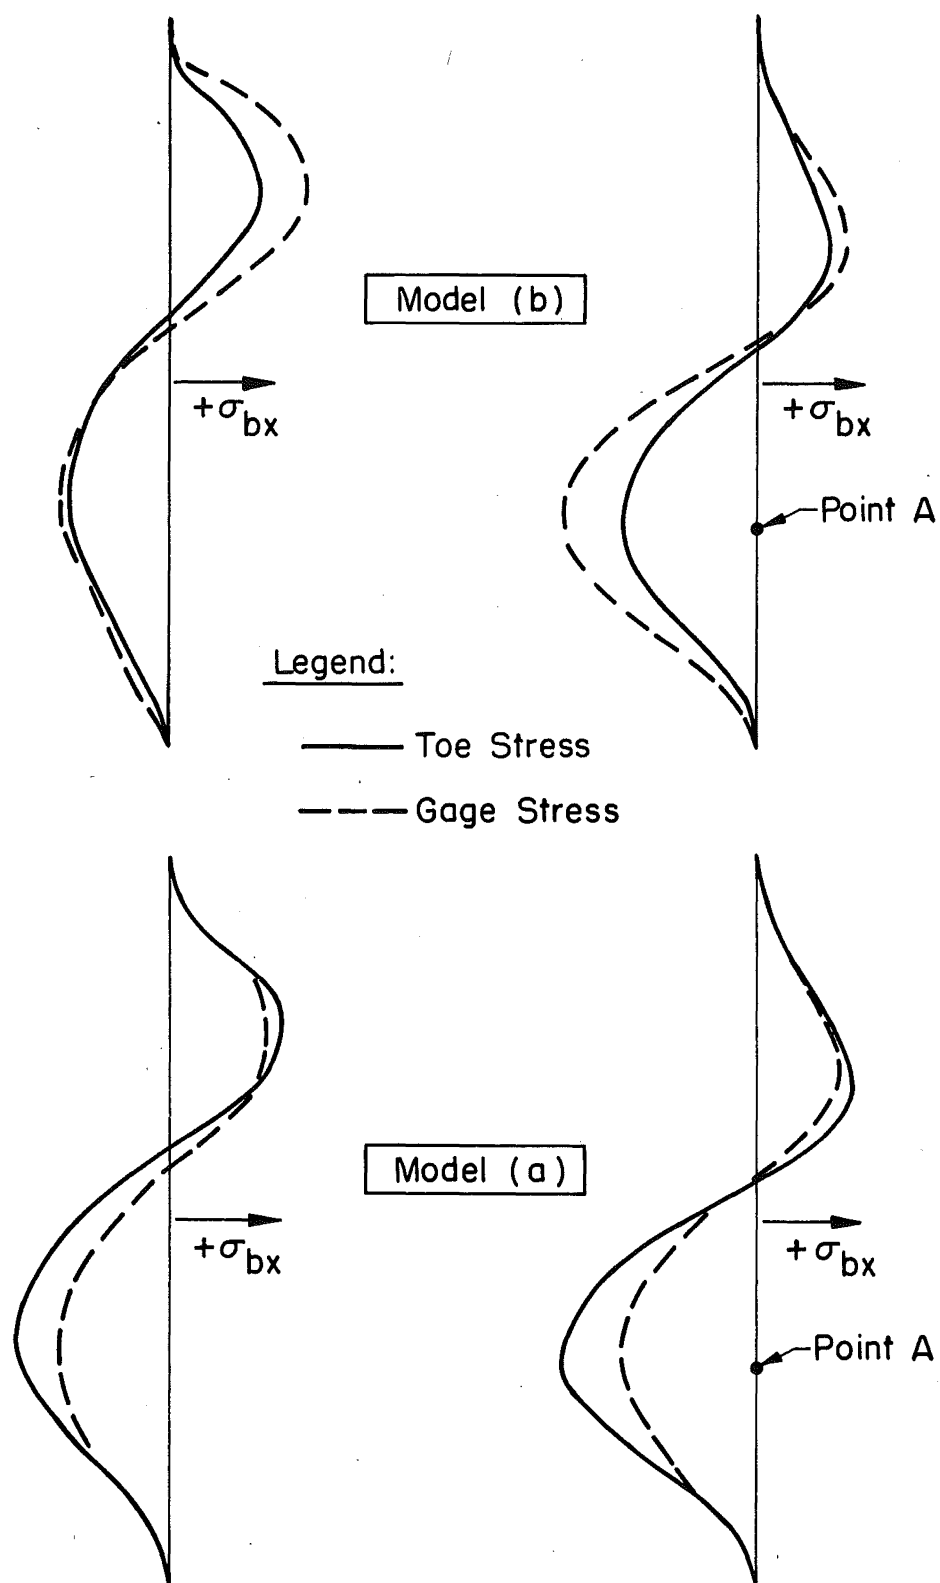 Model (b)
+σbx
+σbx
Point A
Legend:
Toe Stress
Gage Stress
Model (a)
+σbx
+σbx
Point A